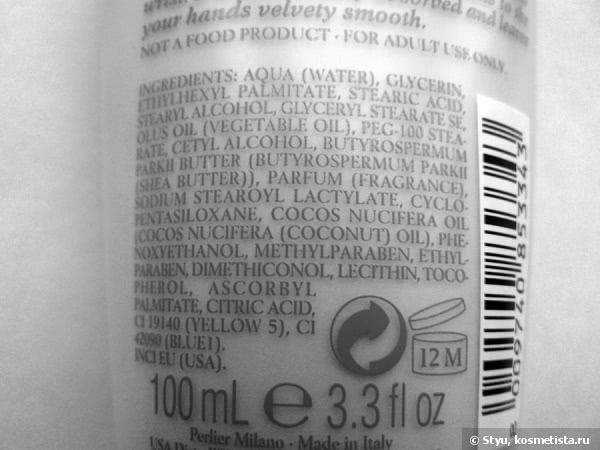 your hands velvety smooth.
NOT A FOOD PRODUCT · FOR ADULT USE ONLY.
INGREDIENTS: AQUA (WATER), GLYCERIN,
ETHYLHEXYL PALMITATE, STEARIC ACID,
STEARYL ALCOHOL, GLYCERYL STEARATE SE,
OLUS OIL (VEGETABLE OIL), PEG-100 STEA-
RATE, CETYL ALCOHOL, BUTYROSPERMUM
PARKII BUTTER (BUTYROSPERMUM PARKII
(SHEA BUTTER)), PARFUM (FRAGRANCE),
SODIUM STEAROYL LACTYLATE, CYCLO-
PENTASILOXANE, COCOS NUCIFERA OIL
(COCOS NUCIFERA (COCONUT) OIL), PHE-
NOXYETHANOL, METHYLPARABEN, ETHYL-
PARABEN, DIMETHICONOL, LECITHIN, TOCO-
PHEROL, ASCORBYL
PALMITATE, CITRIC ACID,
CI 19140 (YELLOW 5), CI
42090 (BLUE1).
INCI EU (USA).
12 M
100 mL e 3.3 fl oz
Perlier Milano · Made in Italy
009740 853343
© Styu, kosmetista.ru